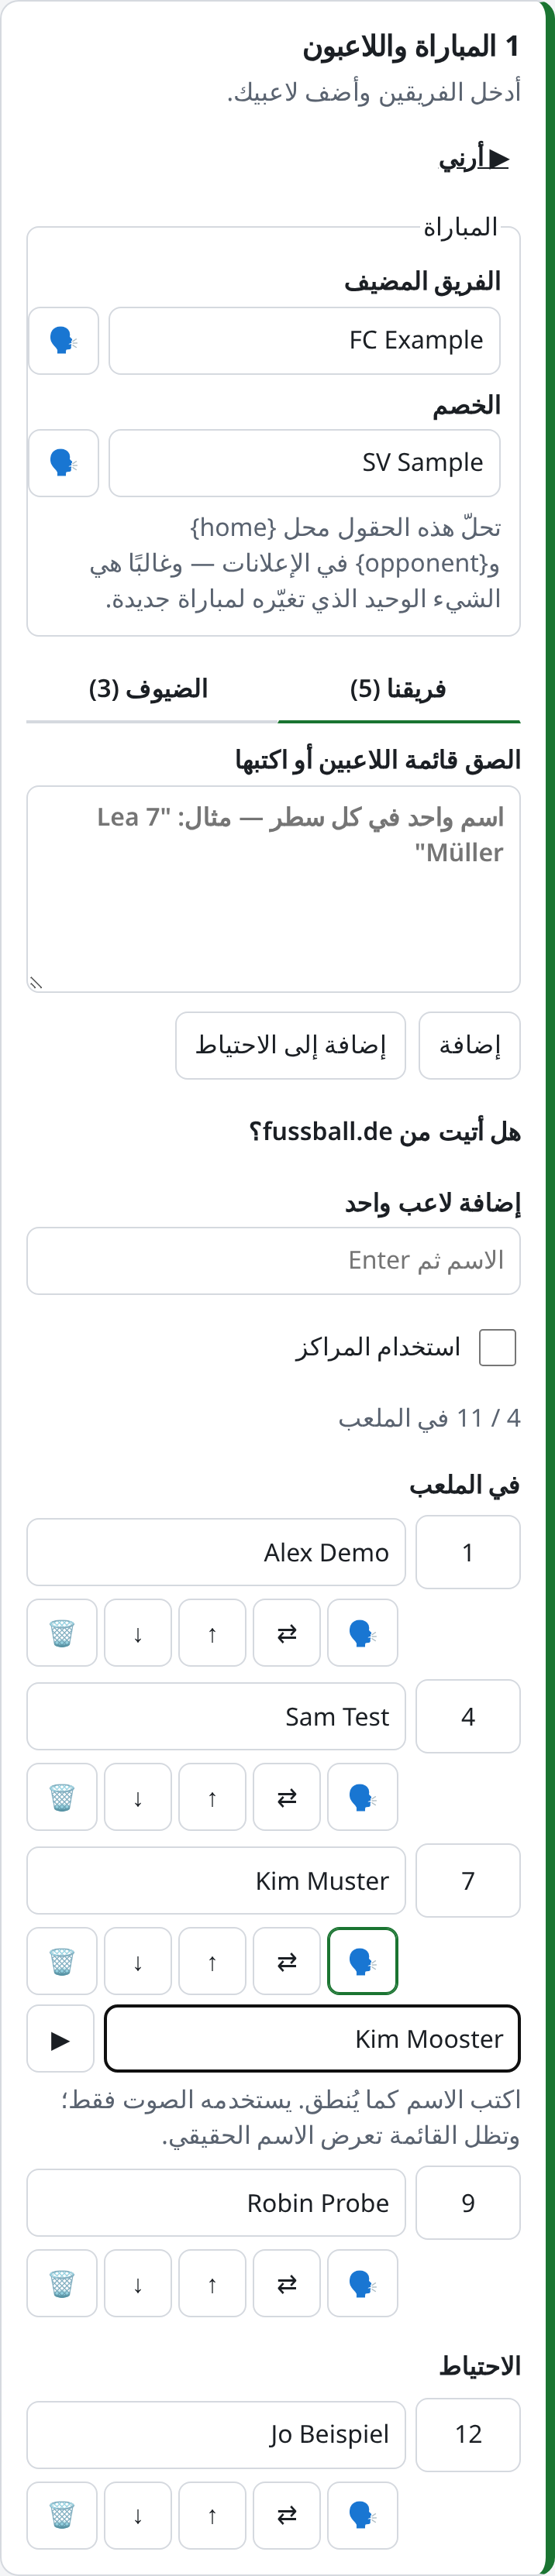 1 المباراة واللاعبون
أدخل الفريقين وأضف لاعبيك.
▶ أرني
المباراة
الفريق المضيف
FC Example
الخصم
SV Sample
تحلّ هذه الحقول محل {home}
و{opponent} في الإعلانات — وغالبًا هي
الشيء الوحيد الذي تغيّره لمباراة جديدة.
فريقنا (5)
الضيوف (3)
الصق قائمة اللاعبين أو اكتبها
اسم واحد في كل سطر — مثال: "7 Lea
Müller"
إضافة
إضافة إلى الاحتياط
هل أتيت من fussball.de؟
إضافة لاعب واحد
الاسم ثم Enter
استخدام المراكز
4 / 11 في الملعب
في الملعب
1 Alex Demo
4 Sam Test
7 Kim Muster
Kim Mooster
اكتب الاسم كما يُنطق. يستخدمه الصوت فقط؛
وتظل القائمة تعرض الاسم الحقيقي.
9 Robin Probe
الاحتياط
12 Jo Beispiel